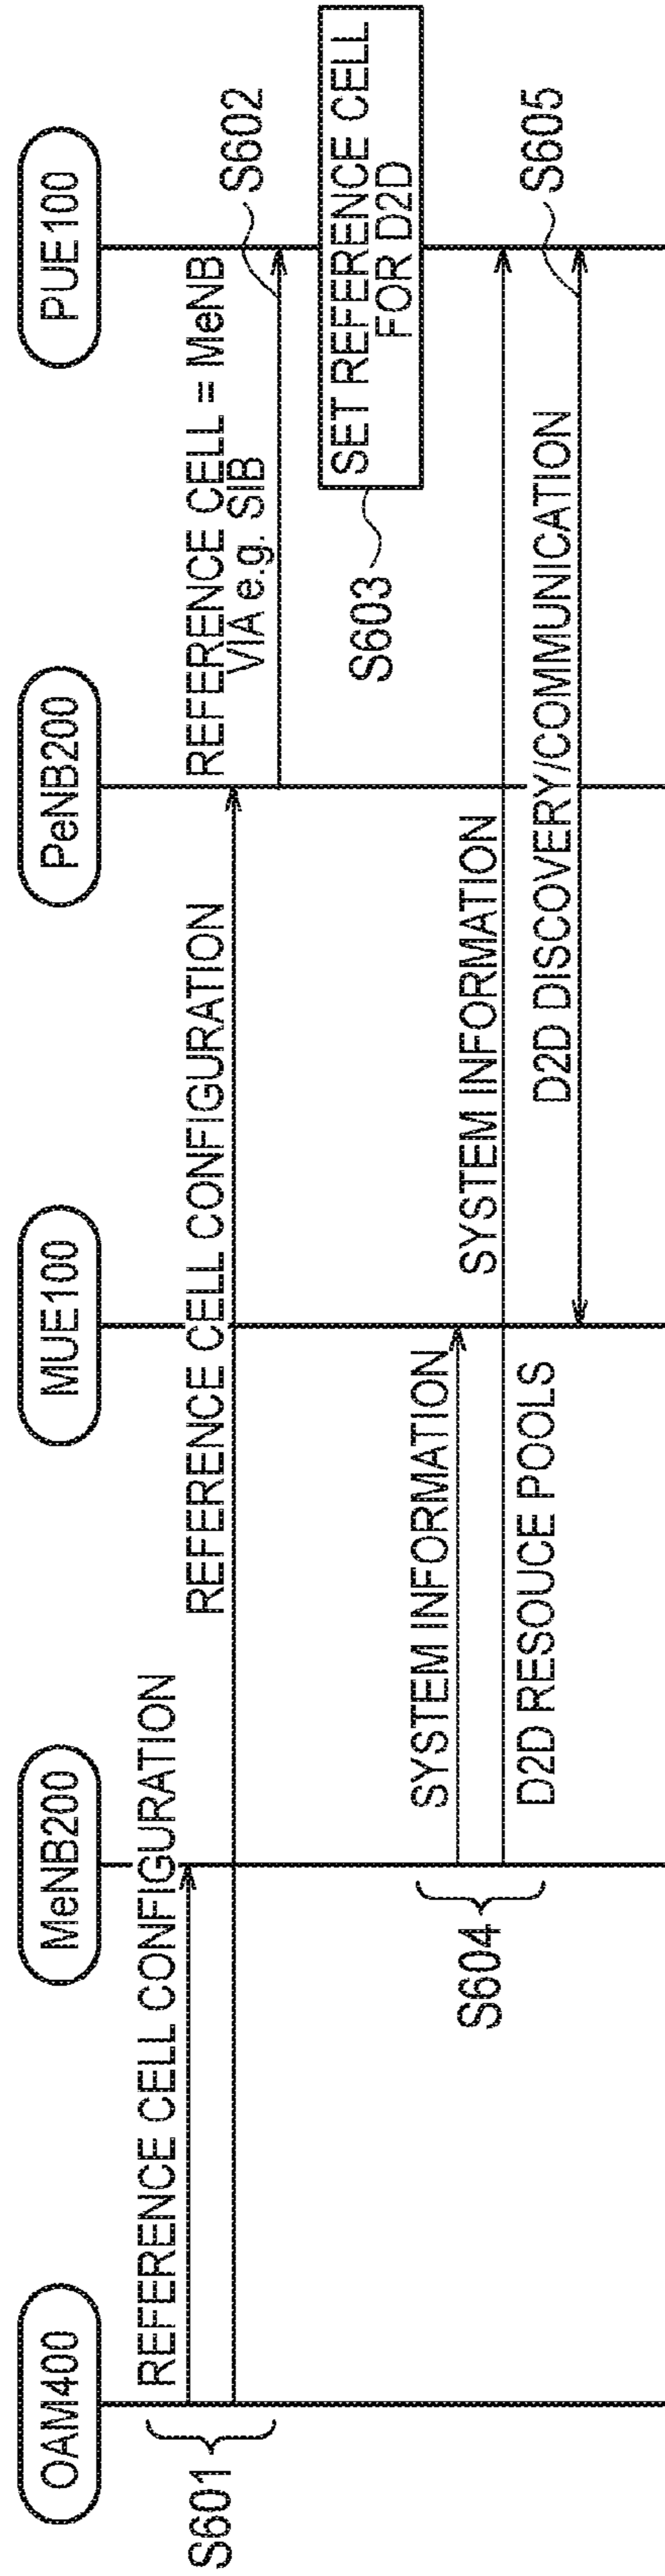 OAM400
MeNB200
MUE100
PeNB200
PUE100
S601
REFERENCE CELL CONFIGURATION
REFERENCE CELL CONFIGURATION
REFERENCE CELL = MeNB
VIA e.g. SIB
S602
S603
SET REFERENCE CELL
FOR D2D
S604
SYSTEM INFORMATION
SYSTEM INFORMATION
D2D RESOUCE POOLS
D2D DISCOVERY/COMMUNICATION
S605